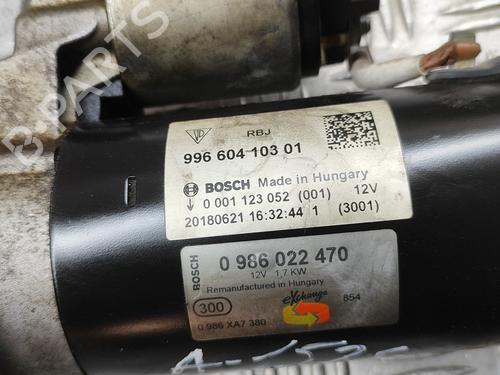 B-PARTS
RBJ
996 604 103 01
BOSCH Made in Hungary
0 001 123 052 (001) 12V
20180621 16:32:44 1 (3001)
BOSCH
0 986 022 470
12V 1,7 KW
Remanufactured in Hungary
300
eXchange
854
0 986 XA7 380